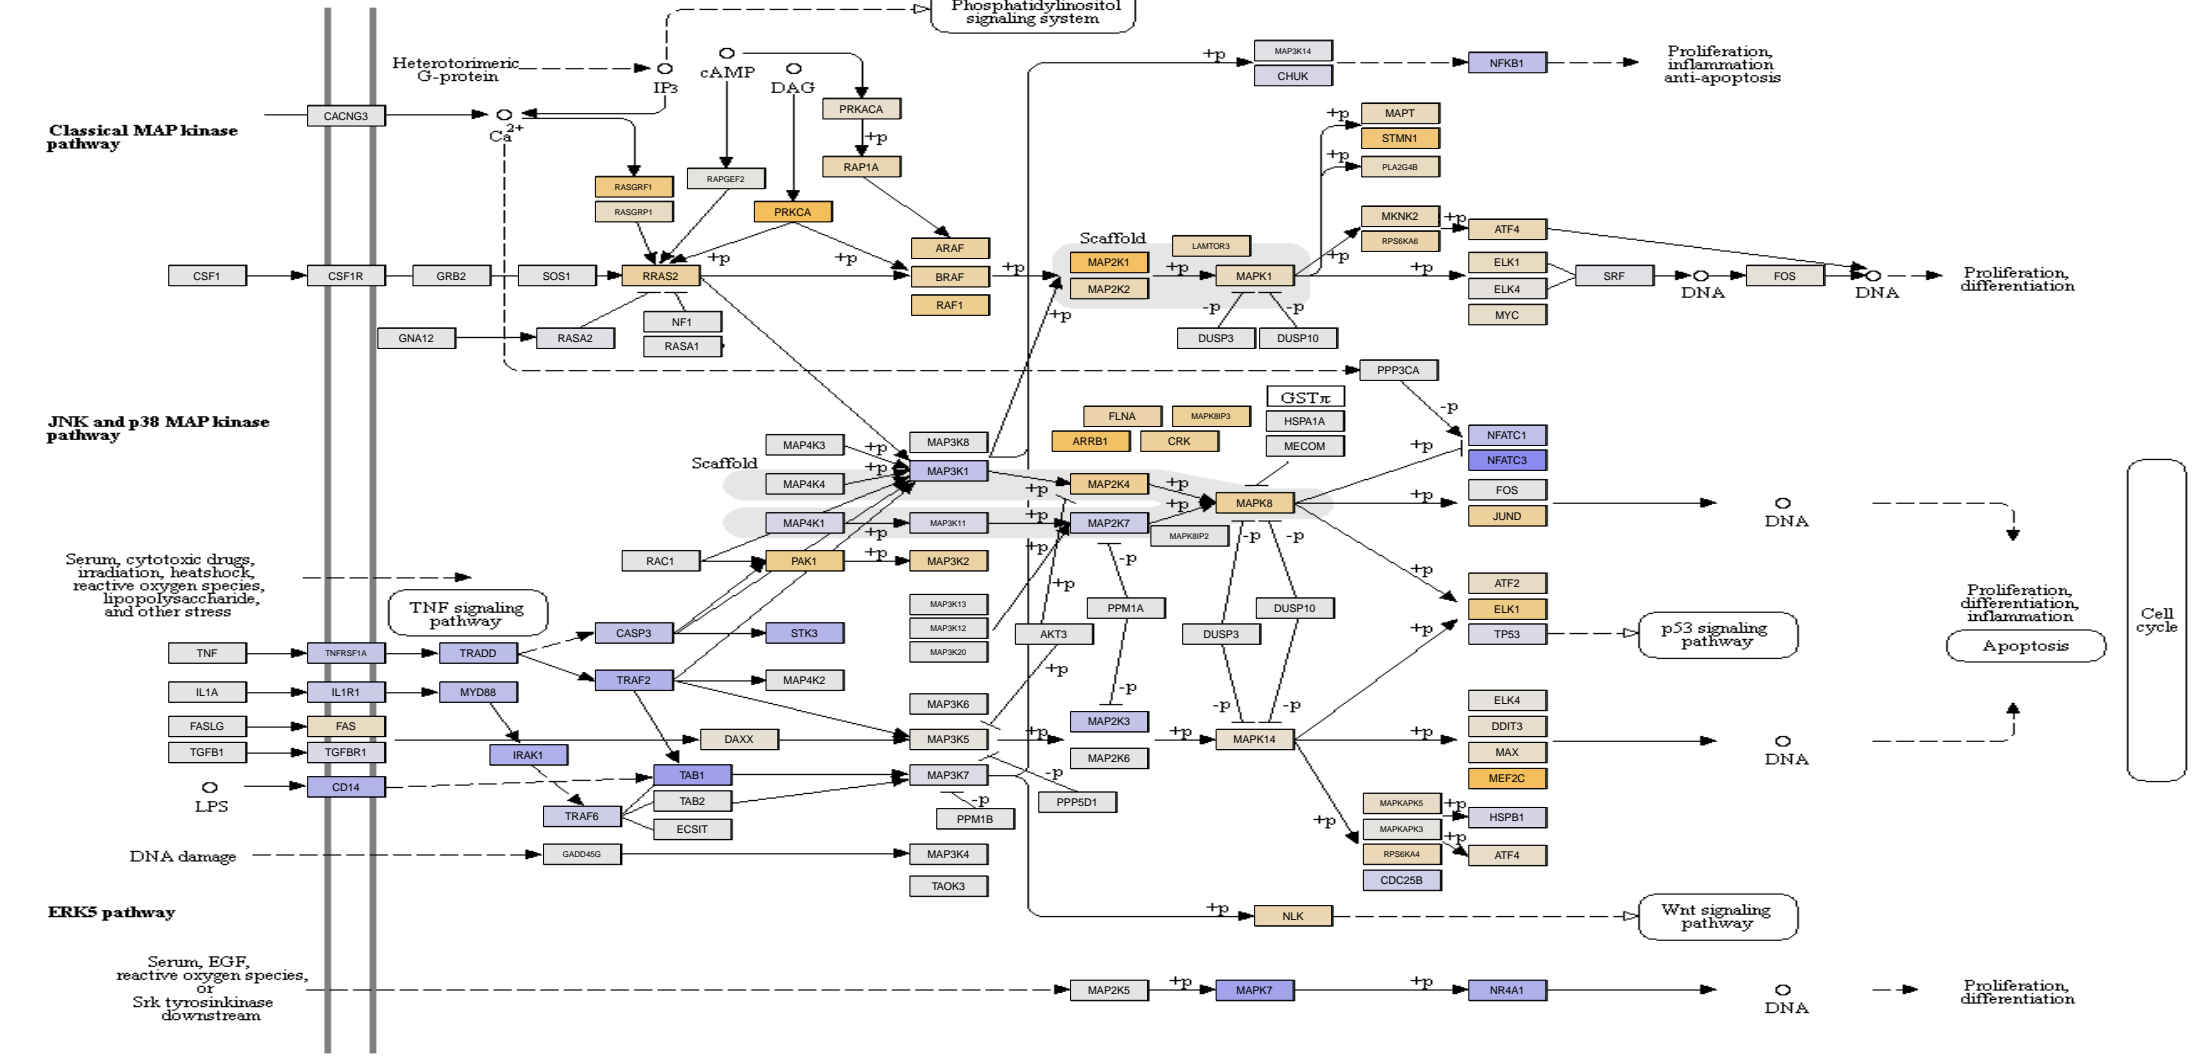 Phosphatidylinositol
signaling system
Heterotorimeric
G-protein
IP3
cAMP
DAG
PRKACA
+p
RAP1A
+p
MAP3K14
CHUK
NFKB1
Proliferation,
inflammation
anti-apoptosis
CACNG3
Ca2+
Classical MAP kinase
pathway
RASGRF1
RASGRP1
RAPGEF2
PRKCA
+p
MAPT
STMN1
+p
PLA2G4B
MKNK2
+p
RPS6KA6
ATF4
Scaffold
LAMTOR3
ARAF
BRAF
RAF1
+p
+p
+p
MAP2K1
MAP2K2
+p
MAPK1
+p
+p
CSF1
CSF1R
GRB2
SOS1
RRAS2
ELK1
ELK4
MYC
SRF
DNA
FOS
DNA
Proliferation,
differentiation
GNA12
RASA2
NF1
RASA1
+p
-p
-p
DUSP3
DUSP10
PPP3CA
-p
JNK and p38 MAP kinase
pathway
FLNA
MAPK8IP3
ARRB1
CRK
GSTπ
HSPA1A
MECOM
NFATC1
NFATC3
+p
Scaffold
MAP4K3
+p
MAP3K8
MAP4K4
+p
MAP3K1
+p
MAP2K4
+p
MAPK8
+p
FOS
JUND
DNA
MAP4K1
+p
MAP3K11
+p
MAP2K7
+p
MAPK8IP2
-p
-p
RAC1
PAK1
+p
MAP3K2
+p
-p
Serum, cytotoxic drugs,
irradiation, heatshock,
reactive oxygen species,
lipopolysaccharide,
and other stress
TNF signaling
pathway
MAP3K13
MAP3K12
MAP3K20
+p
AKT3
PPM1A
DUSP3
DUSP10
ATF2
ELK1
TP53
+p
p53 signaling
pathway
Proliferation,
differentiation,
inflammation
Apoptosis
Cell
cycle
TNF
TNFRSF1A
TRADD
CASP3
STK3
IL1A
IL1R1
MYD88
TRAF2
MAP4K2
+p
-p
FASLG
FAS
TGFB1
TGFBR1
IRAK1
DAXX
MAP3K6
MAP3K5
+p
MAP2K3
MAP2K6
+p
-p
-p
MAPK14
+p
ELK4
DDIT3
MAX
MEF2C
DNA
LPS
CD14
TAB1
TAB2
ECSIT
TRAF6
MAP3K7
-p
PPM1B
-p
PPP5D1
+p
MAPKAPK5
MAPKAPK3
RPS6KA4
CDC25B
+p
+p
HSPB1
ATF4
DNA damage
GADD45G
MAP3K4
TAOK3
ERK5 pathway
+p
NLK
Wnt signaling
pathway
Serum, EGF,
reactive oxygen species,
or
Srk tyrosinkinase
downstream
MAP2K5
+p
MAPK7
+p
NR4A1
DNA
Proliferation,
differentiation